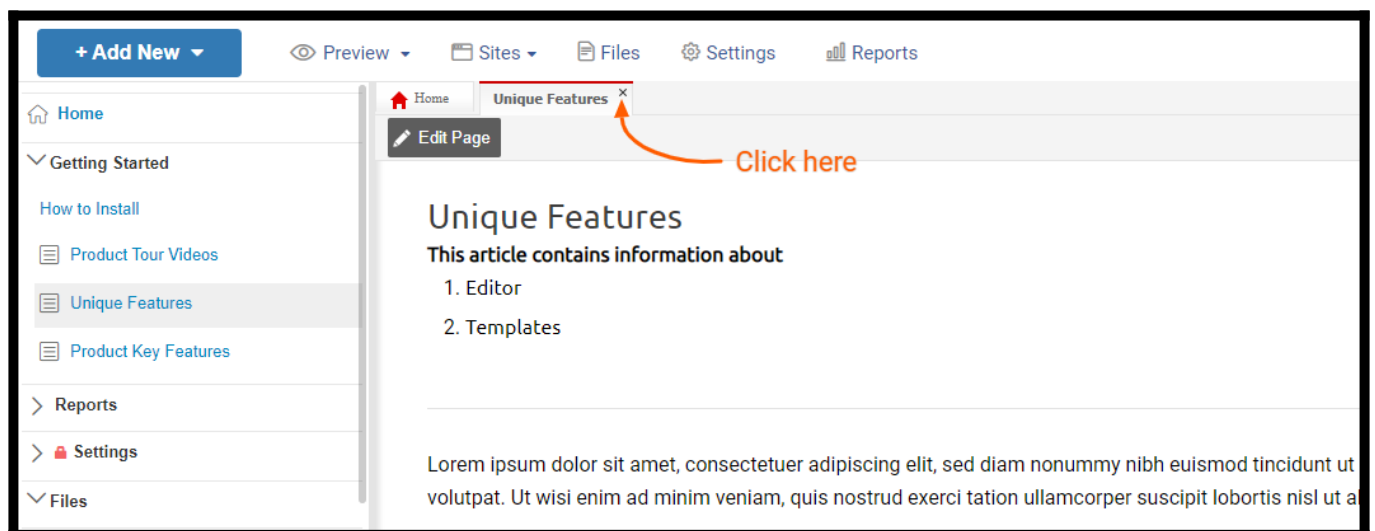 + Add New Preview Sites Files Settings Reports
Home
Getting Started
How to Install
Product Tour Videos
Unique Features
Product Key Features
Reports
Settings
Files
Home Unique Features ×
Edit Page
Click here
Unique Features
This article contains information about
1. Editor
2. Templates
Lorem ipsum dolor sit amet, consectetuer adipiscing elit, sed diam nonummy nibh euismod tincidunt ut
volutpat. Ut wisi enim ad minim veniam, quis nostrud exerci tation ullamcorper suscipit lobortis nisl ut